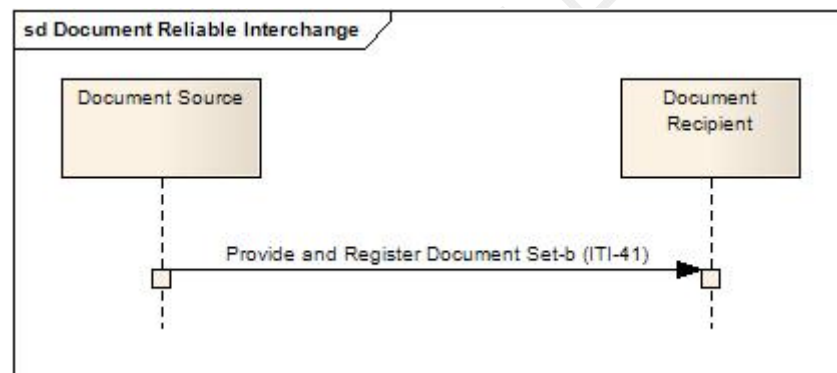 sd Document Reliable Interchange
Document Source
Document
Recipient
Provide and Register Document Set-b (ITI-41)